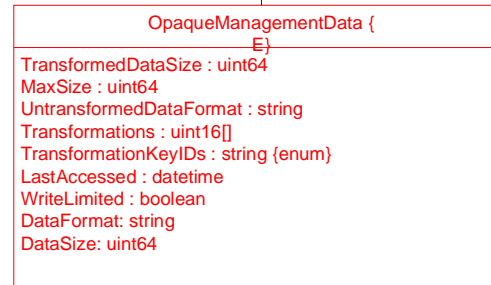 OpaqueManagementData {
E}
TransformedDataSize : uint64
MaxSize : uint64
UntransformedDataFormat : string
Transformations : uint16[]
TransformationKeyIDs : string {enum}
LastAccessed : datetime
WriteLimited : boolean
DataFormat: string
DataSize: uint64